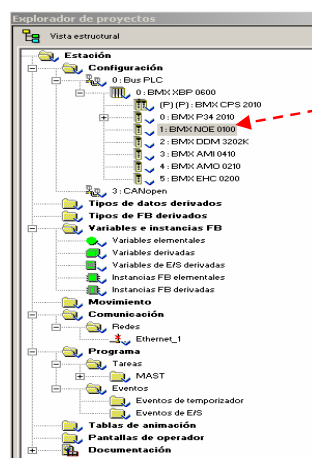 Explorador de proyectos
Vista estructural
Estación
Configuración
0 : Bus PLC
0 : BMX XBP 0600
(P) (P) : BMX CPS 2010
0 : BMX P34 2010
1 : BMX NOE 0100
2 : BMX DDM 3202K
3 : BMX AMI 0410
4 : BMX AMO 0210
5 : BMX EHC 0200
3 : CANopen
Tipos de datos derivados
Tipos de FB derivados
Variables e instancias FB
Variables elementales
Variables derivadas
Variables de E/S derivadas
Instancias FB elementales
Instancias FB derivadas
Movimiento
Comunicación
Redes
Ethernet_1
Programa
Tareas
MAST
Eventos
Eventos de temporizador
Eventos de E/S
Tablas de animación
Pantallas de operador
Documentación